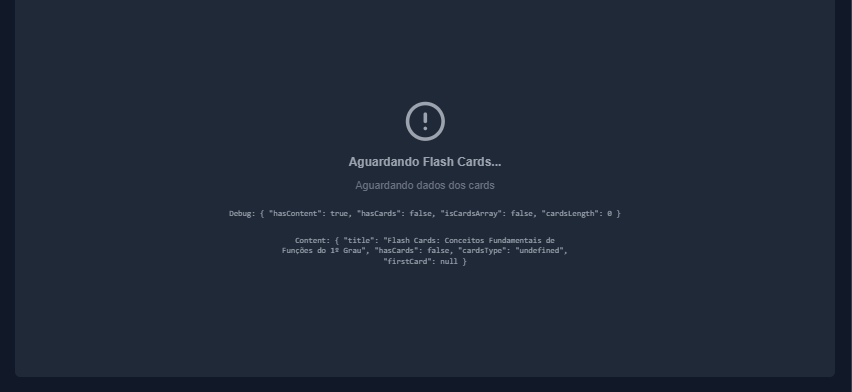 Aguardando Flash Cards...
Aguardando dados dos cards
Debug: { "hasContent": true, "hasCards": false, "isCardsArray": false, "cardsLength": 0 }
Content: { "title": "Flash Cards: Conceitos Fundamentais de
Funções do 1º Grau", "hasCards": false, "cardsType": "undefined",
"firstCard": null }